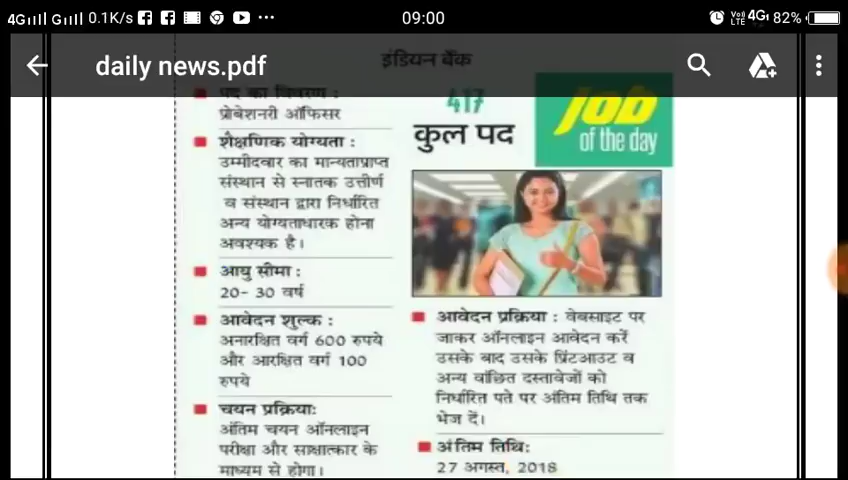 4G G 0.1K/s
09:00
VoI) LTE 4G 82%
daily news.pdf
इंडियन बैंक
पद का विवरण :
प्रोबेशनरी ऑफिसर
शैक्षणिक योग्यता :
उम्मीदवार का मान्यताप्राप्त
संस्थान से स्नातक उत्तीर्ण
व संस्थान द्वारा निर्धारित
अन्य योग्यताधारक होना
अवश्यक है।
आयु सीमा :
20- 30 वर्ष
आवेदन शुल्क :
अनारक्षित वर्ग 600 रुपये
और आरक्षित वर्ग 100
रुपये
चयन प्रक्रियाः
अंतिम चयन ऑनलाइन
परीक्षा और साक्षात्कार के
माध्यम से होगा।
417
कुल पद
job
of the day
आवेदन प्रक्रिया : वेबसाइट पर
जाकर ऑनलाइन आवेदन करें
उसके बाद उसके प्रिंटआउट व
अन्य वांछित दस्तावेजों को
निर्धारित पते पर अंतिम तिथि तक
भेज दें।
अंतिम तिथि:
27 अगस्त, 2018